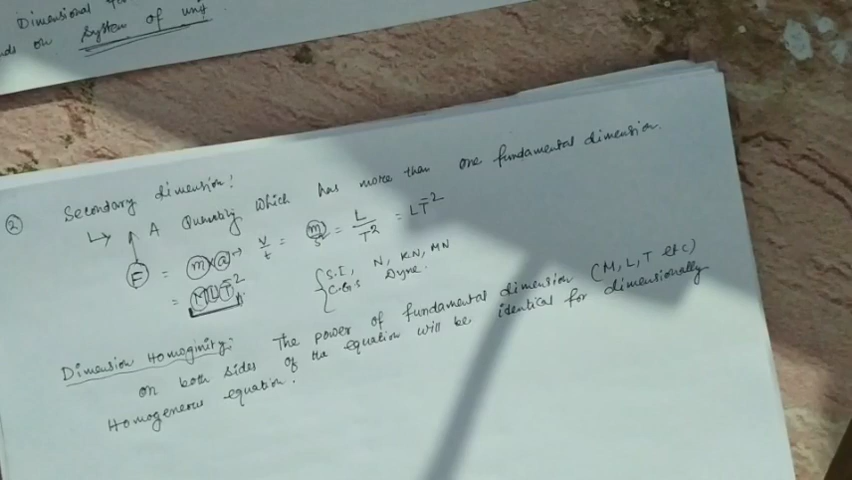 Dimensional
on System of unit
② Secondary dimension!
↳ A Quantity which has more than one fundamental dimension.
F = m × a → v/t = m/s = L/T² = LT⁻²
= MLT⁻²
{ S.I, N, KN, MN
C.G.S Dyne.
Dimension Homoginity: The power of fundamental dimension (M, L, T etc)
on both sides of the equation will be identical for dimensionally
Homogeneous equation.